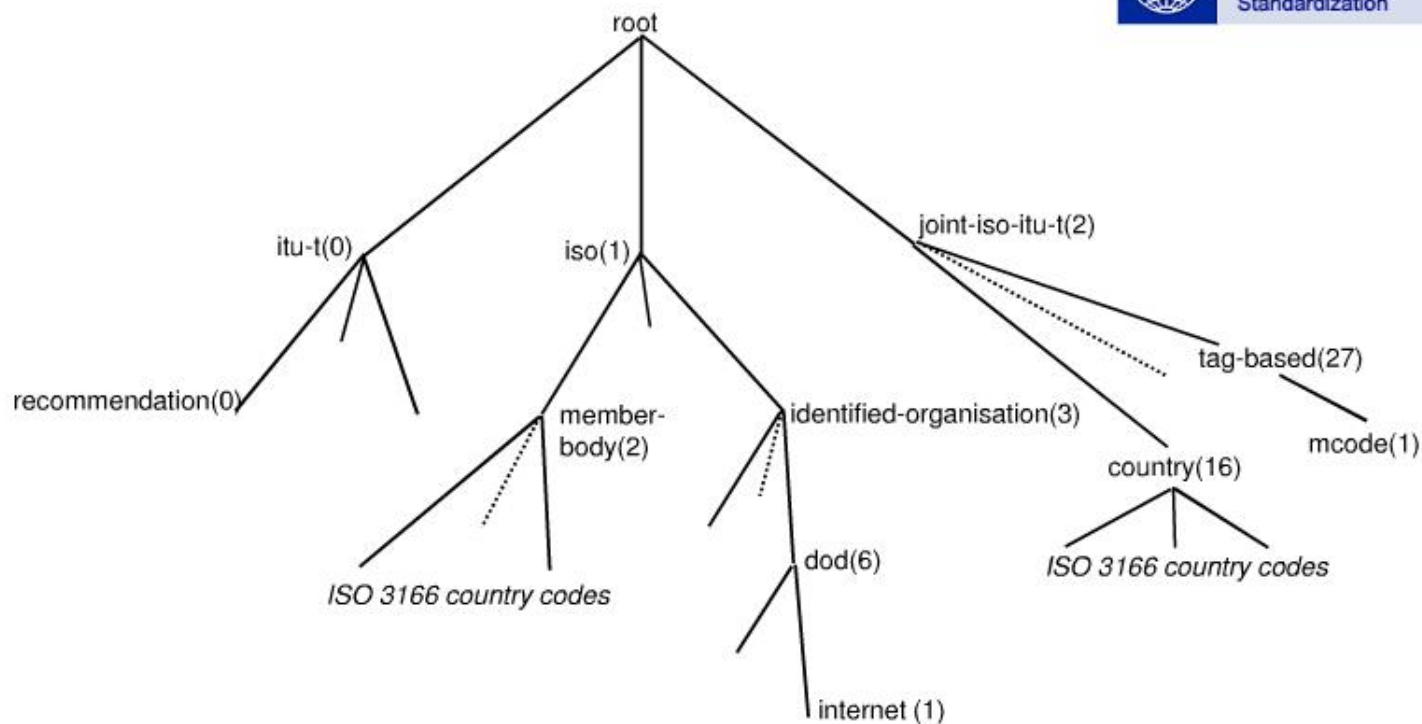 Standardization
root
joint-iso-itu-t(2)
itu-t(0)
iso(1)
tag-based(27)
recommendation(0)
member-
body(2)
identified-organisation(3)
mcode(1)
country(16)
dod(6)
ISO 3166 country codes
ISO 3166 country codes
internet (1)